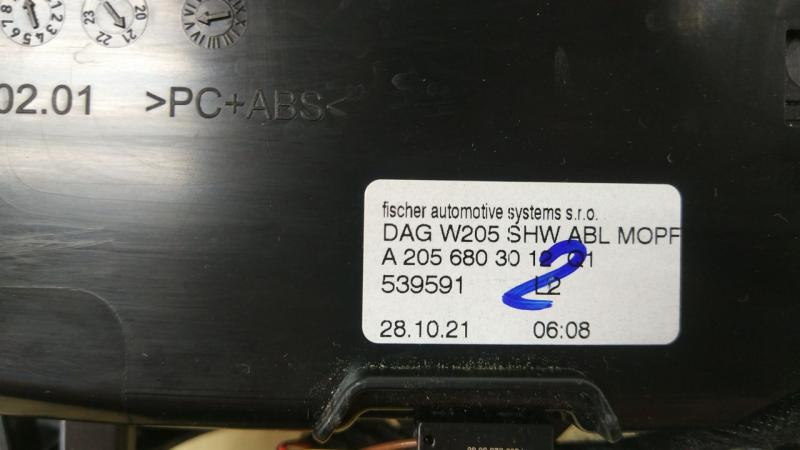 02.01 >PC+ABS<
fischer automotive systems s.r.o.
DAG W205 SHW ABL MOPF
A 205 680 30 12 Q1
539591 L2
2
28.10.21 06:08